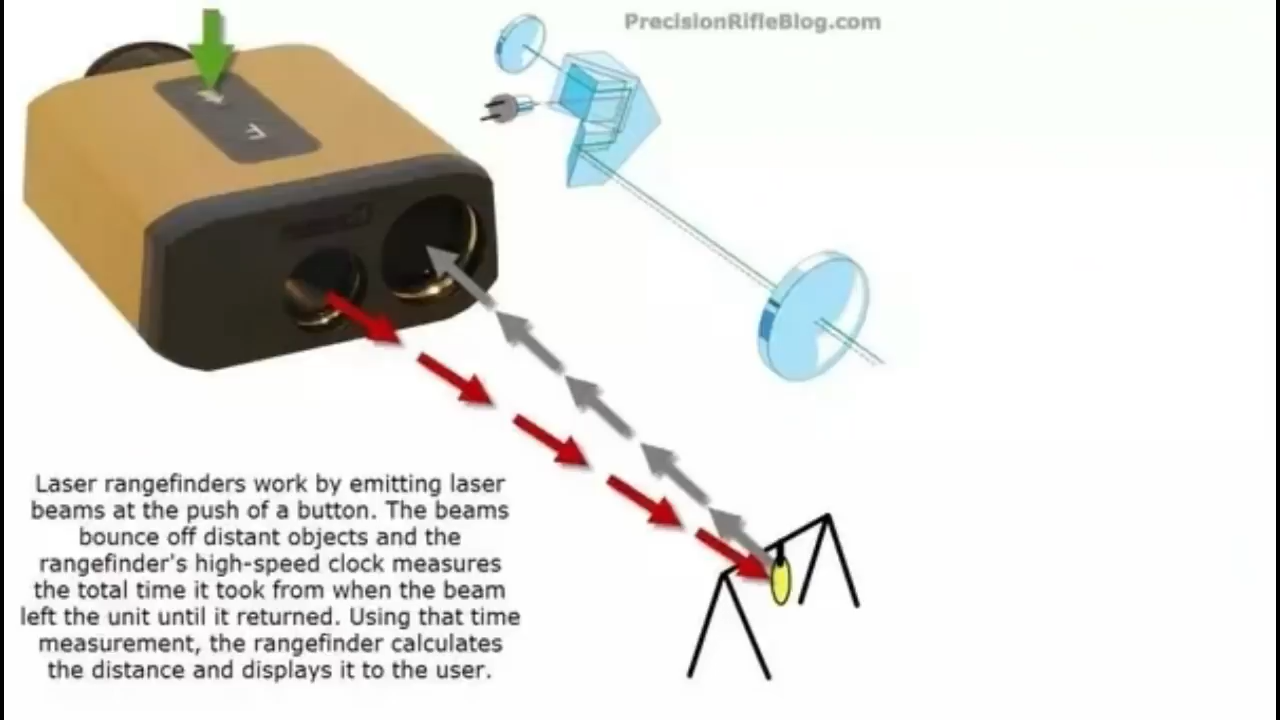 PrecisionRifleBlog.com
Laser rangefinders work by emitting laser
beams at the push of a button. The beams
bounce off distant objects and the
rangefinder's high-speed clock measures
the total time it took from when the beam
left the unit until it returned. Using that time
measurement, the rangefinder calculates
the distance and displays it to the user.